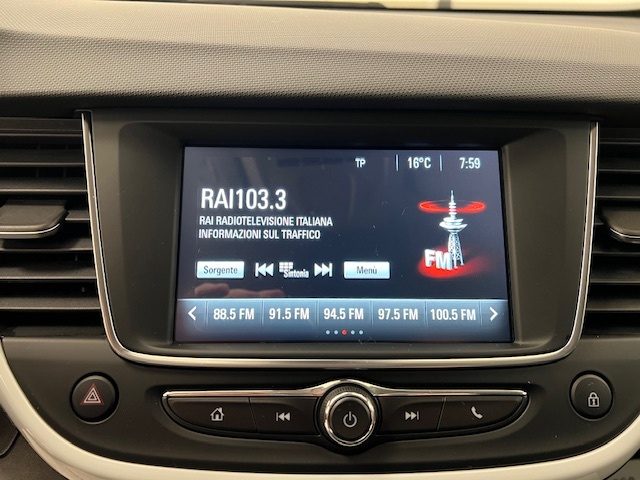 TP 16°C 7:59
RAI103.3
RAI RADIOTELEVISIONE ITALIANA
INFORMAZIONI SUL TRAFFICO
FM
Sorgente Sintonia Menù
88.5 FM 91.5 FM 94.5 FM 97.5 FM 100.5 FM